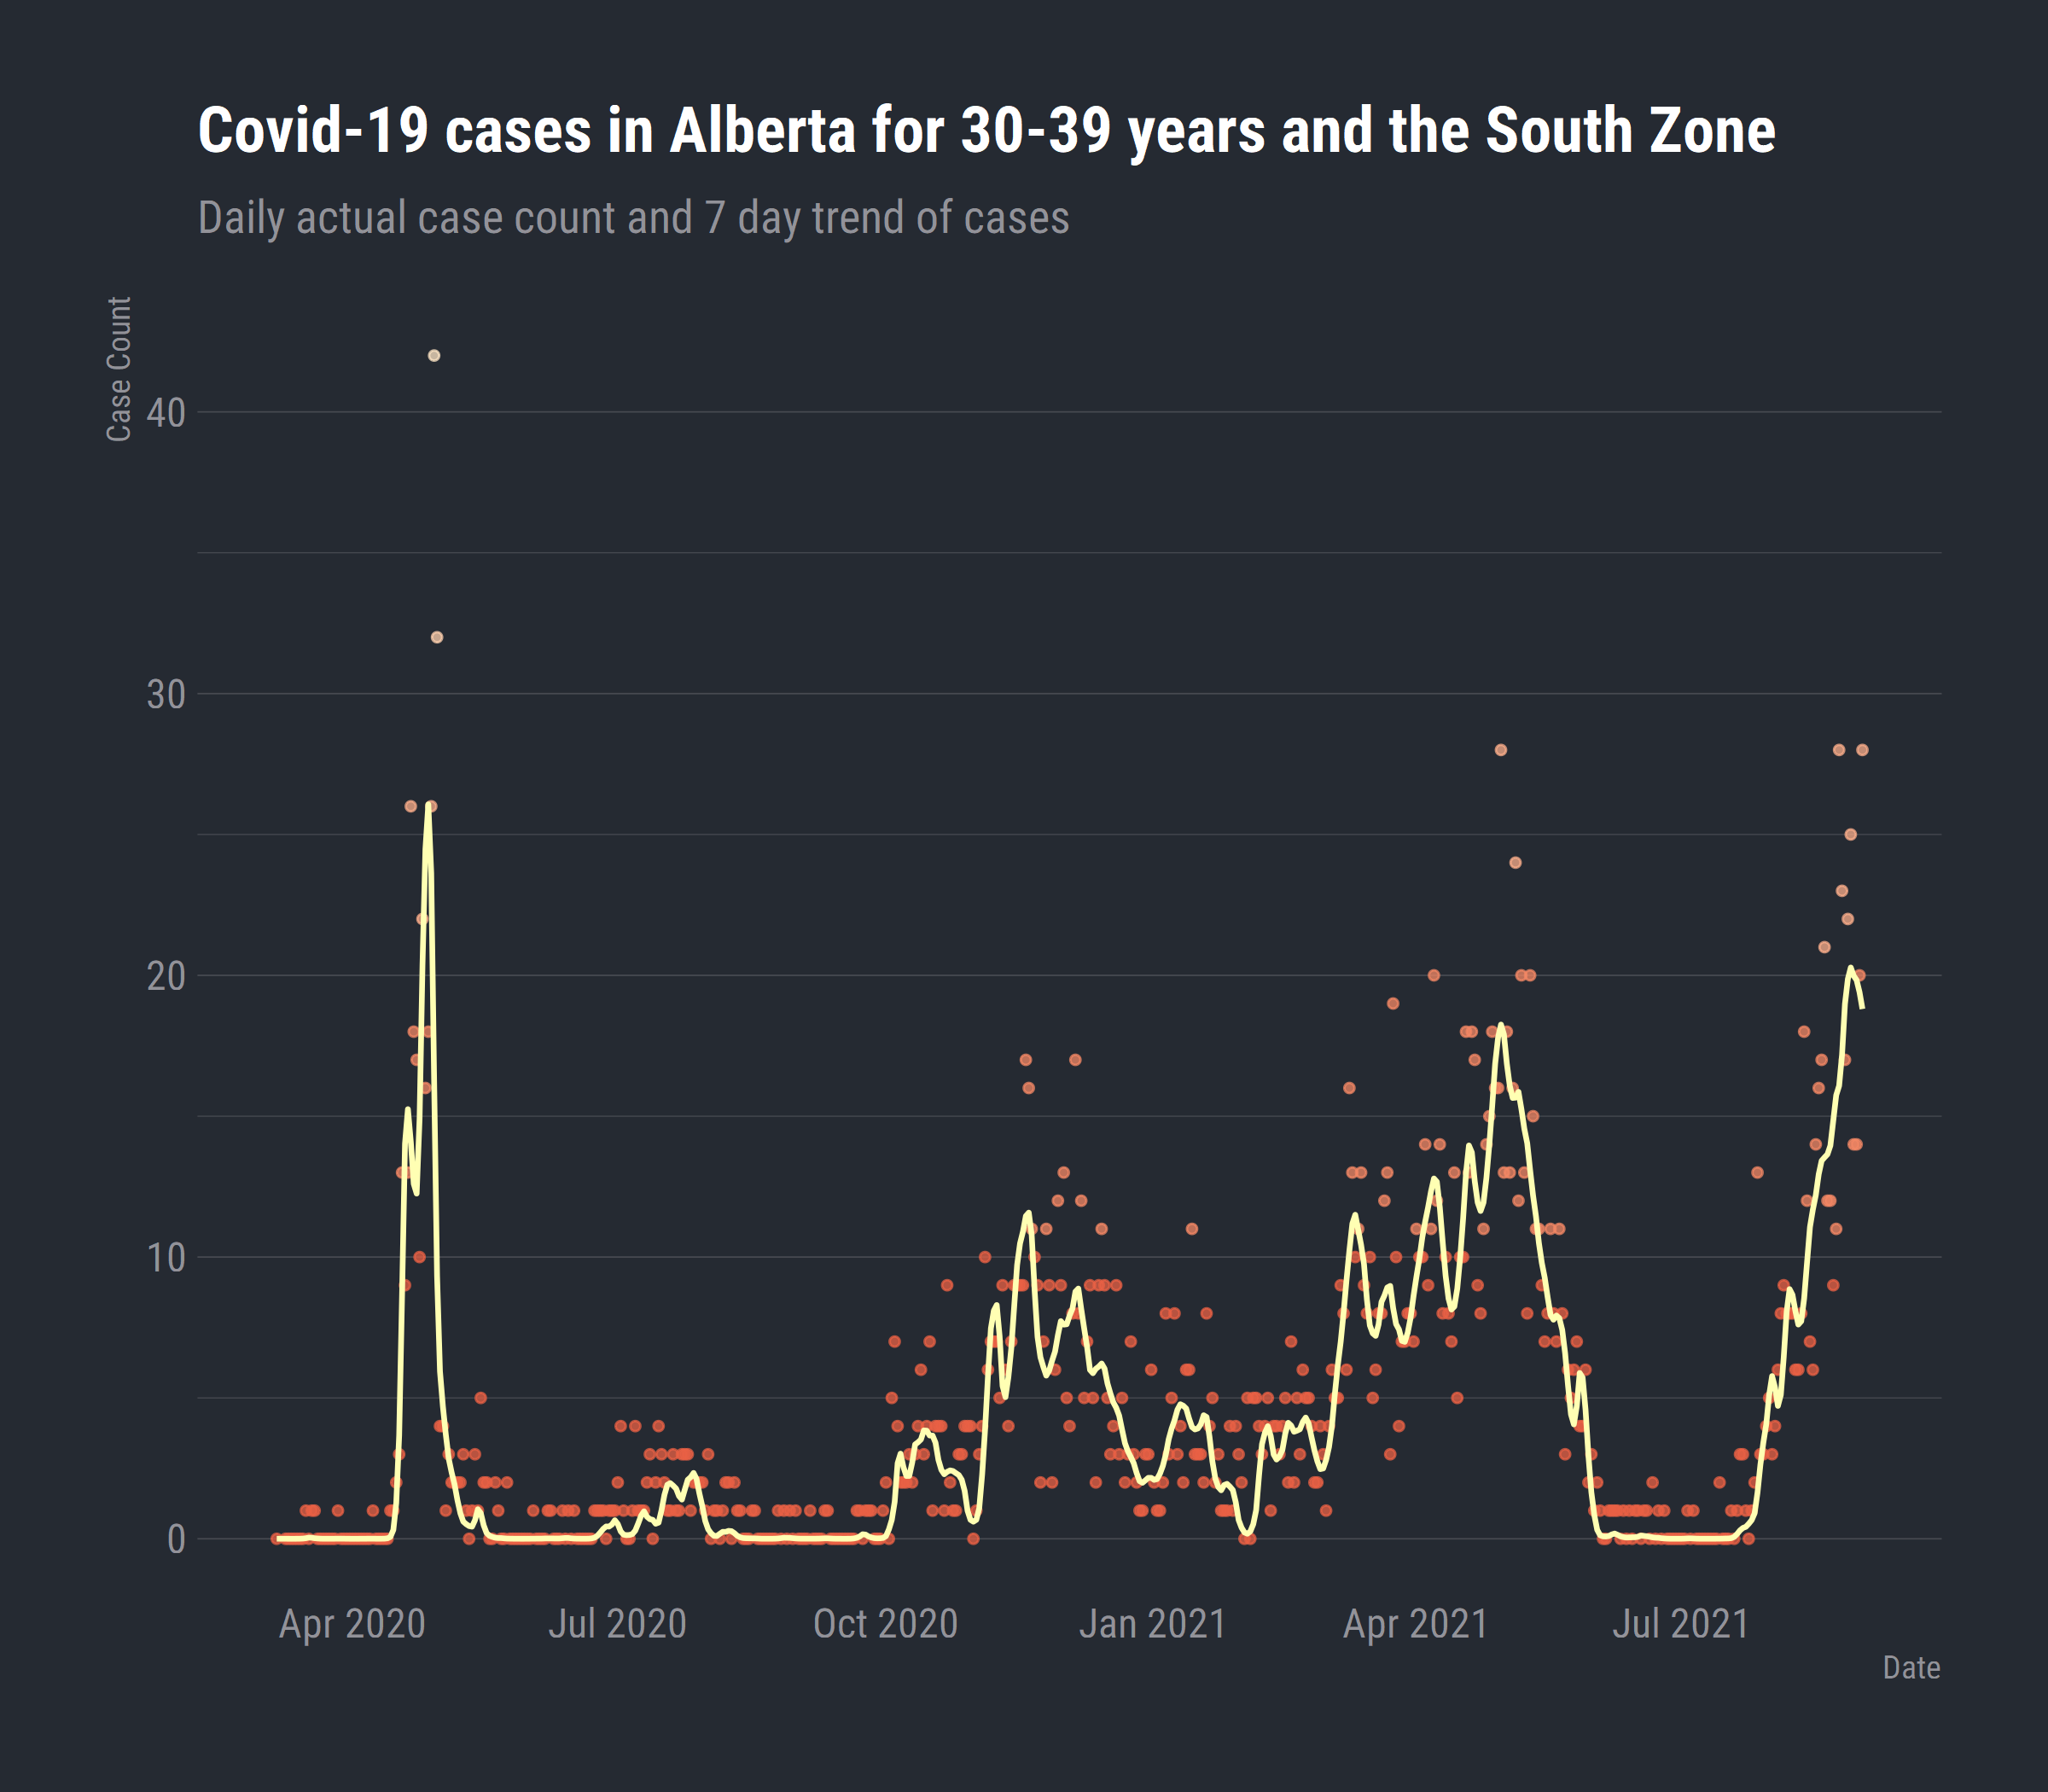 Covid-19 cases in Alberta for 30-39 years and the South Zone
Daily actual case count and 7 day trend of cases
Case Count
40
30
20
10
0
Apr 2020
Jul 2020
Oct 2020
Jan 2021
Apr 2021
Jul 2021
Date